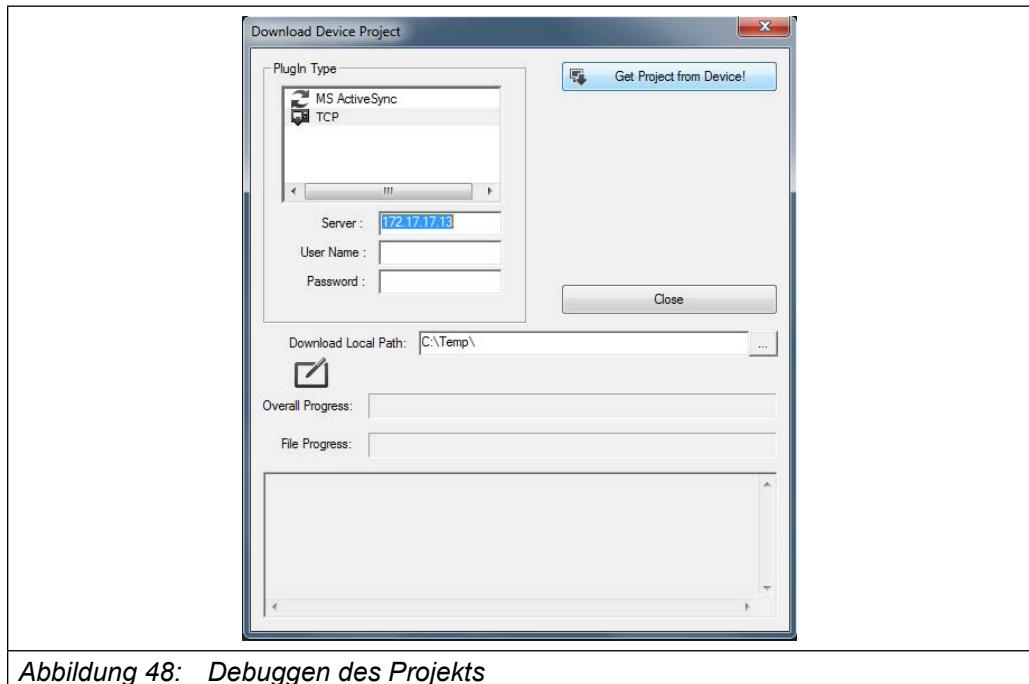 Download Device Project
PlugIn Type
MS ActiveSync
TCP
Get Project from Device!
Server :
172.17.17.13
User Name :
Password :
Close
Download Local Path:
C:\Temp\
...
Overall Progress:
File Progress:
Abbildung 48: Debuggen des Projekts